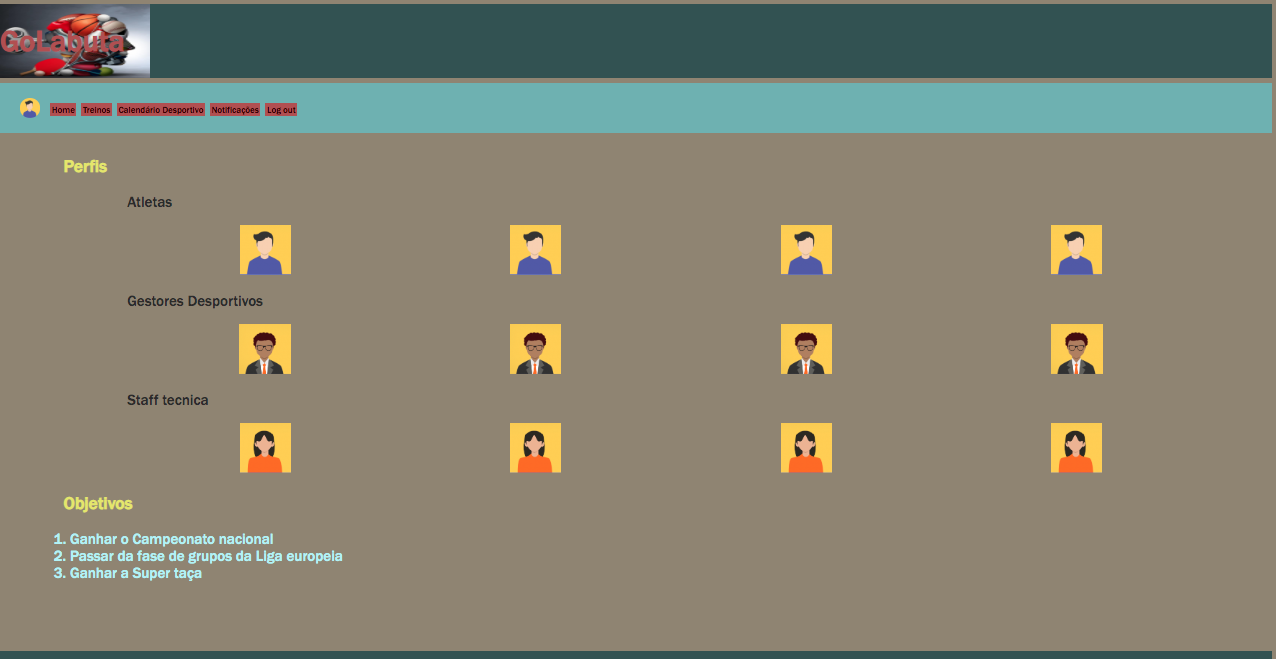 GoLabuta
Home Treinos Calendário Desportivo Notificações Log out
Perfis
Atletas
Gestores Desportivos
Staff tecnica
Objetivos
1. Ganhar o Campeonato nacional
2. Passar da fase de grupos da Liga europeia
3. Ganhar a Super taça